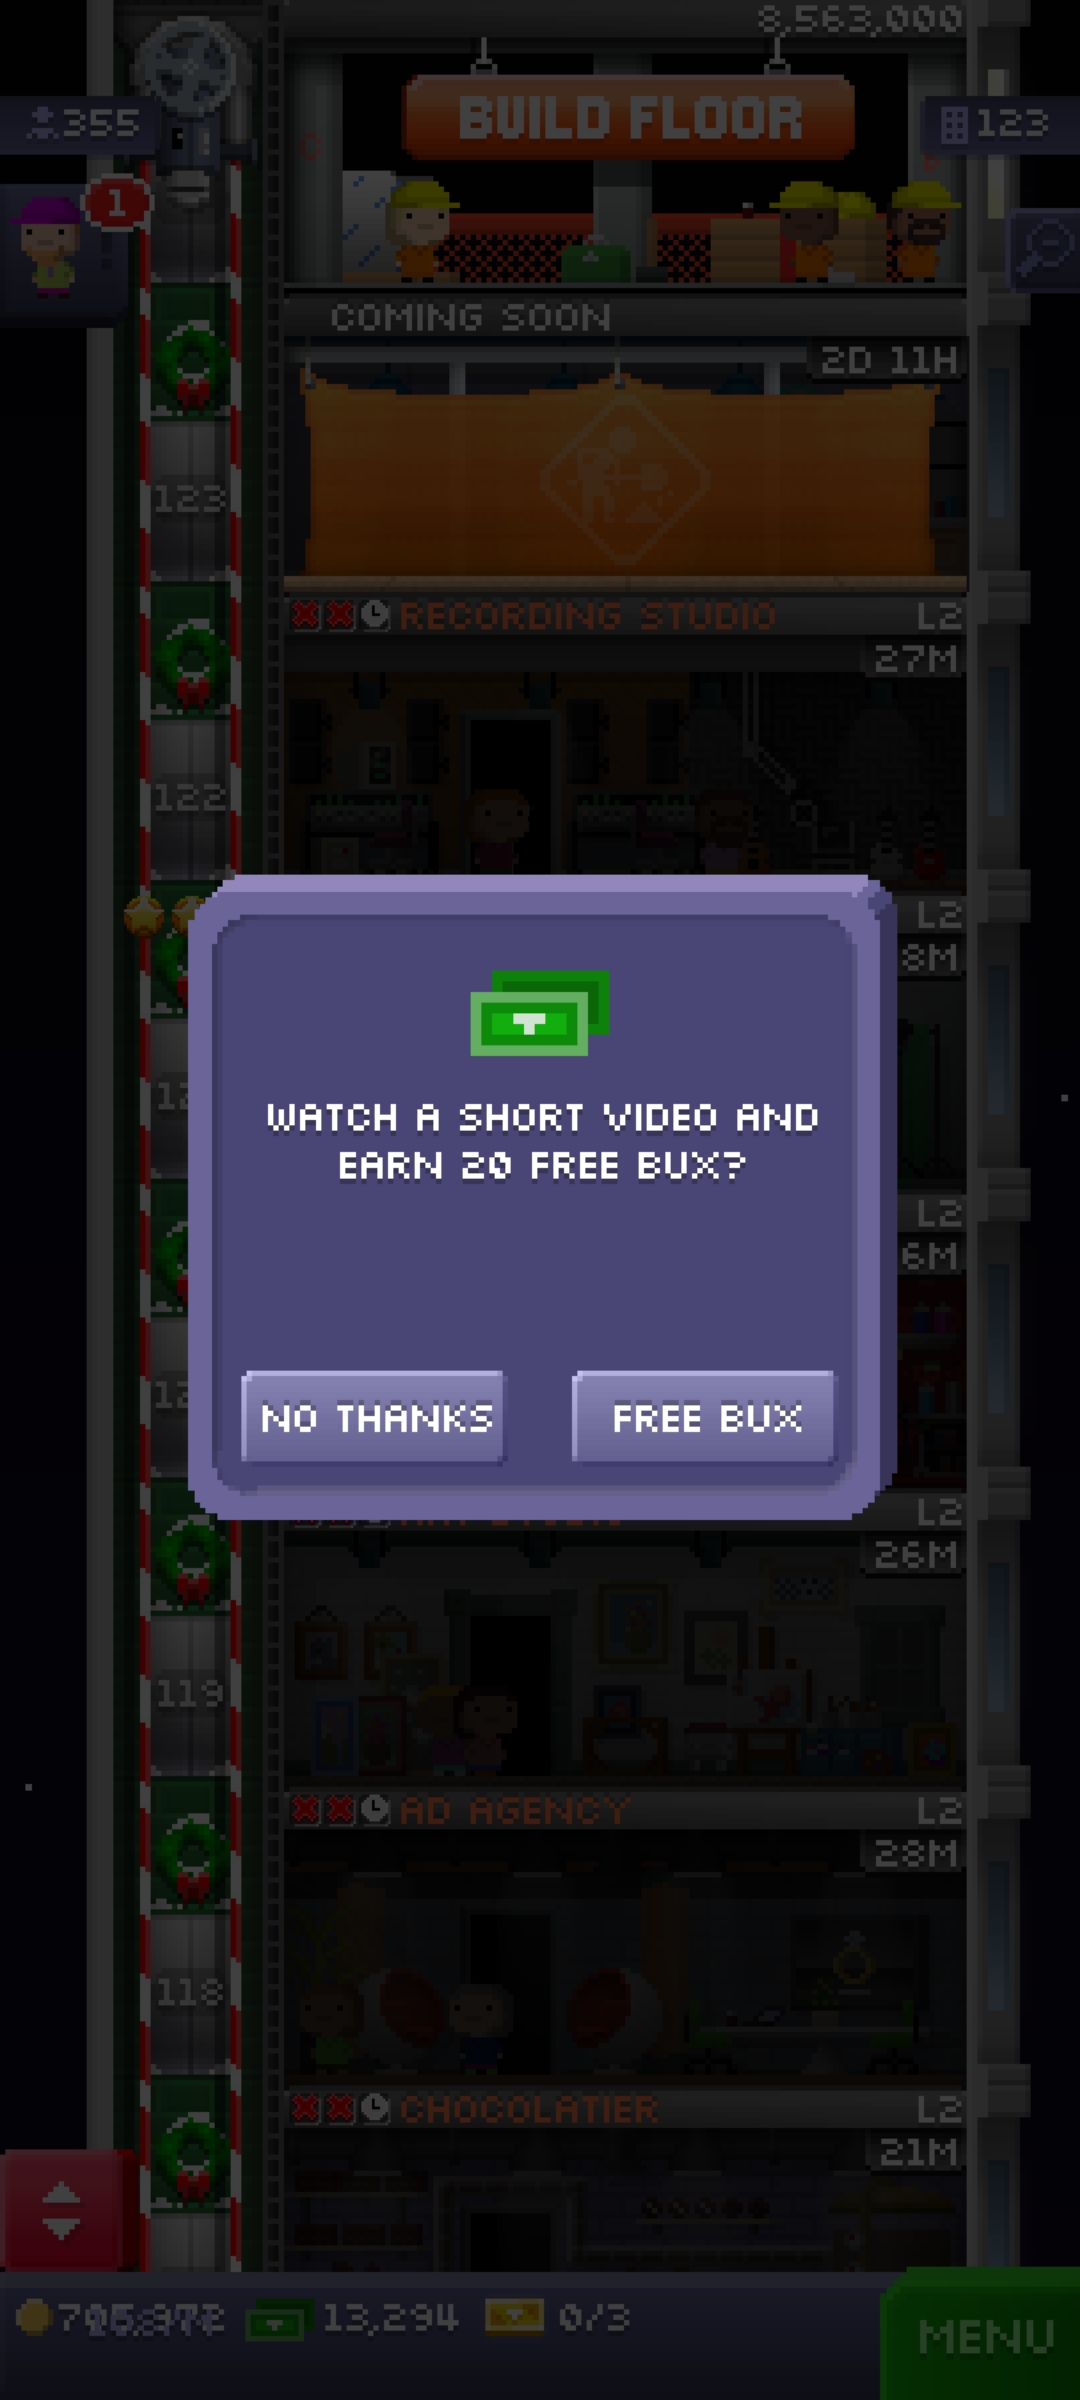 8,563,000
355
BUILD FLOOR
123
1
COMING SOON
2D 11H
123
RECORDING STUDIO
L2
27M
122
L2
8M
WATCH A SHORT VIDEO AND
EARN 20 FREE BUX?
L2
6M
NO THANKS
FREE BUX
L2
26M
119
AD AGENCY
L2
28M
118
CHOCOLATIER
L2
21M
13,294
0/3
MENU